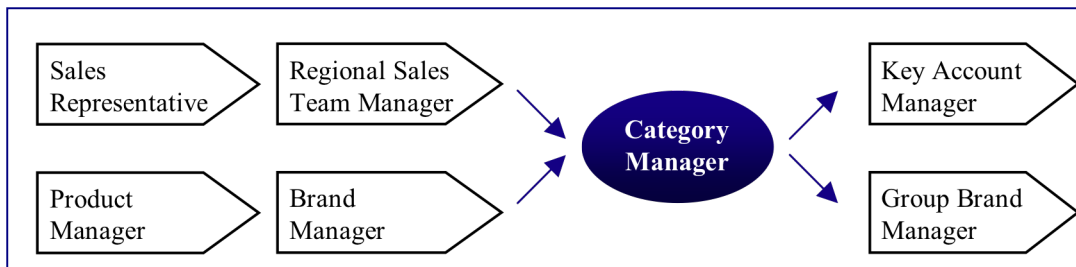 Sales
Representative
Regional Sales
Team Manager
Category
Manager
Key Account
Manager
Product
Manager
Brand
Manager
Group Brand
Manager